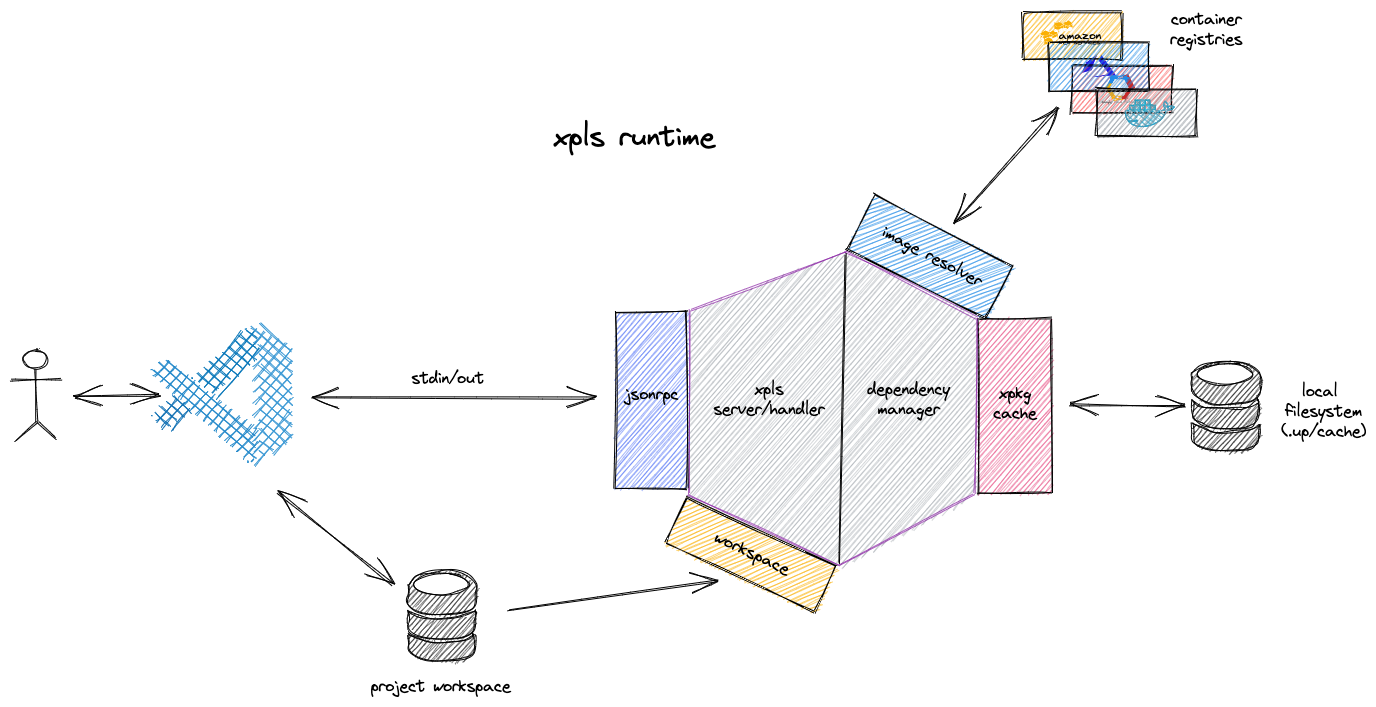 container
registries
amazon
xpls runtime
image resolver
stdin/out
jsonrpc
xpls
server/handler
dependency
manager
xpkg
cache
local
filesystem
(.up/cache)
workspace
project workspace